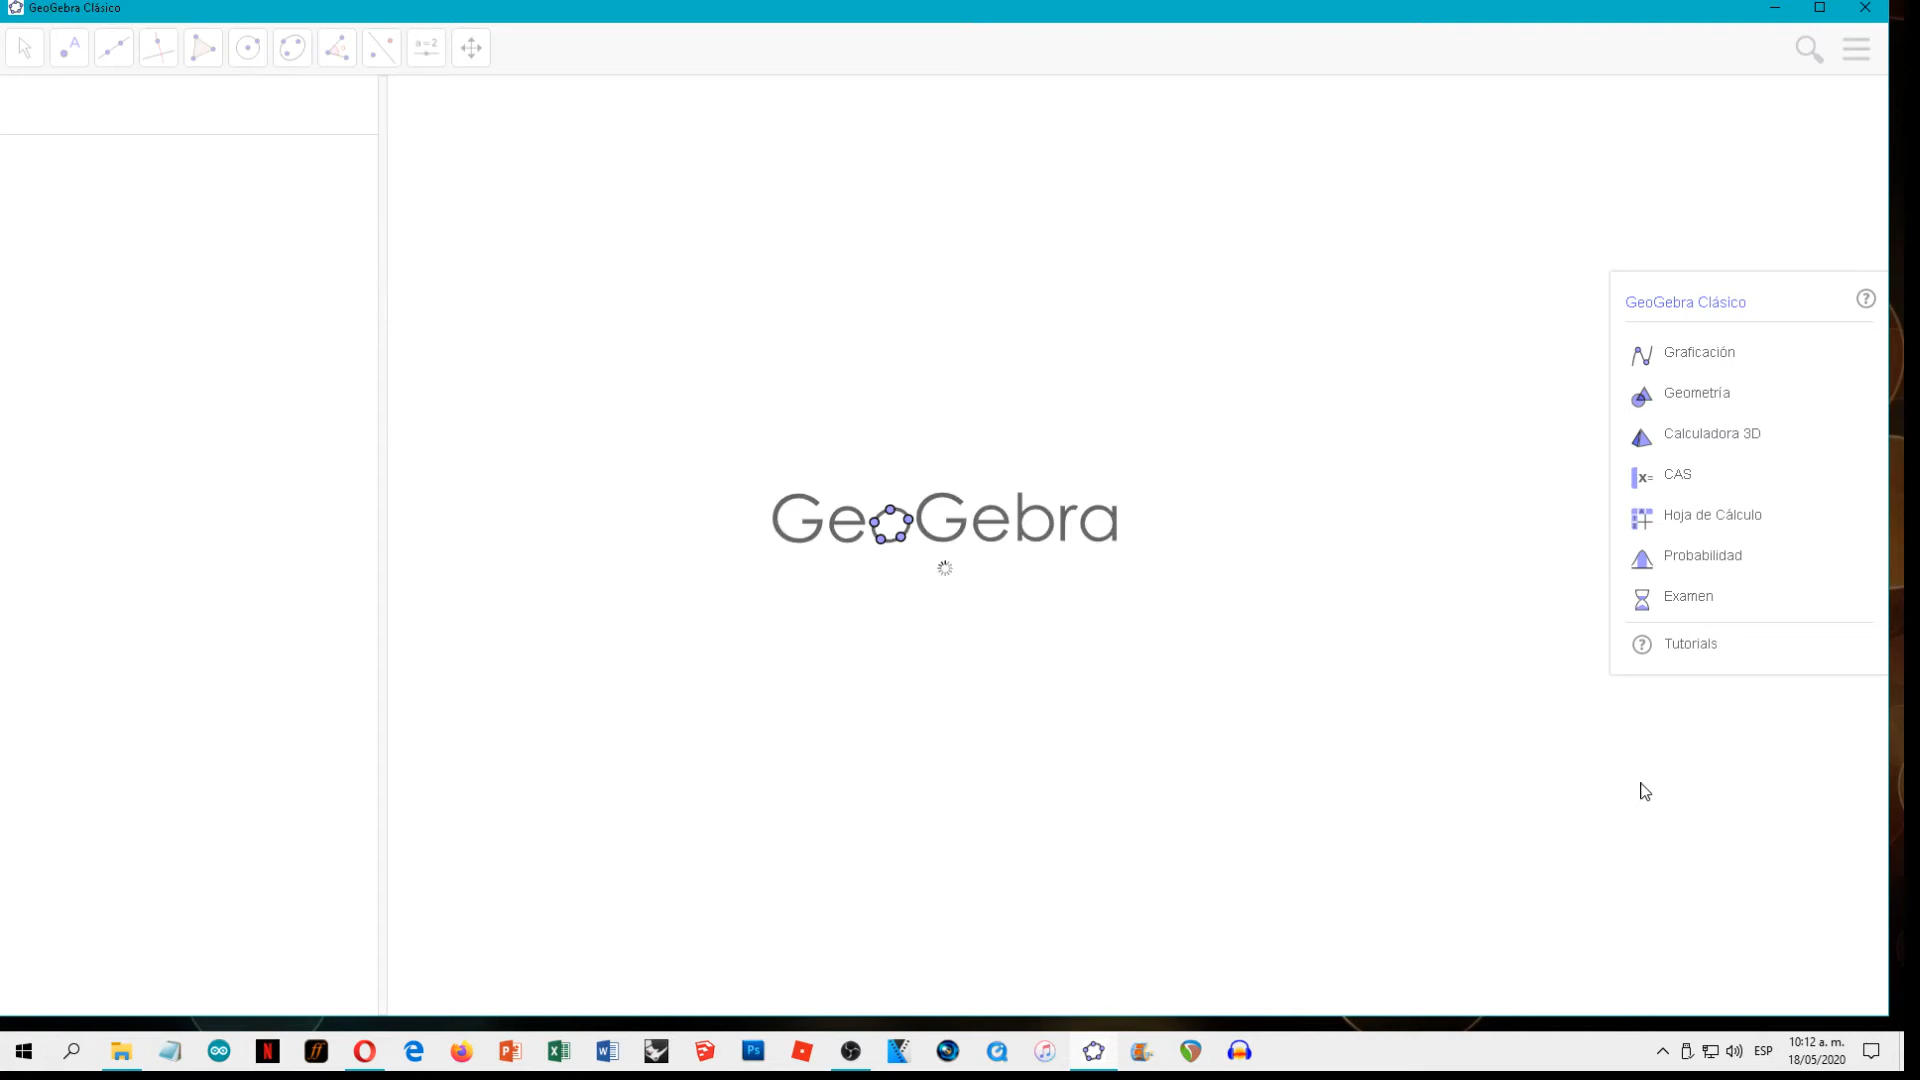 GeoGebra Clásico
A
a=2
GeoGebra Clásico
?
Graficación
Geometría
Calculadora 3D
x=
CAS
Hoja de Cálculo
Probabilidad
Examen
?
Tutorials
GeoGebra
ESP
10:12 a. m.
18/05/2020